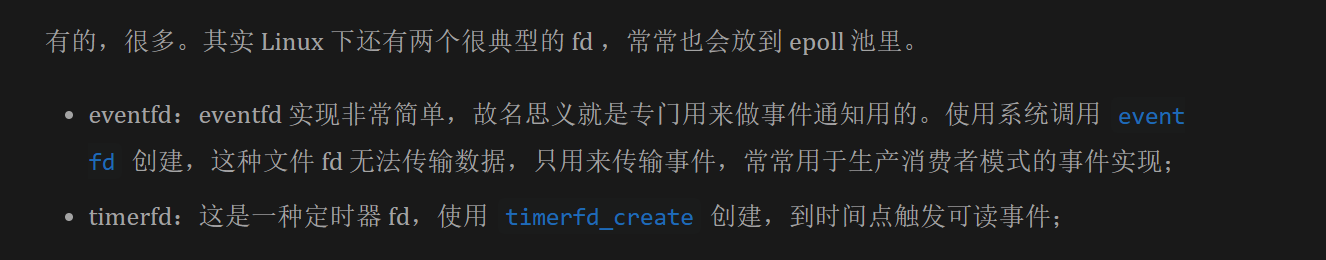 有的，很多。其实 Linux 下还有两个很典型的 fd ，常常也会放到 epoll 池里。
• eventfd：eventfd 实现非常简单，故名思义就是专门用来做事件通知用的。使用系统调用 event
fd 创建，这种文件 fd 无法传输数据，只用来传输事件，常常用于生产消费者模式的事件实现；
• timerfd：这是一种定时器 fd，使用 timerfd_create 创建，到时间点触发可读事件；